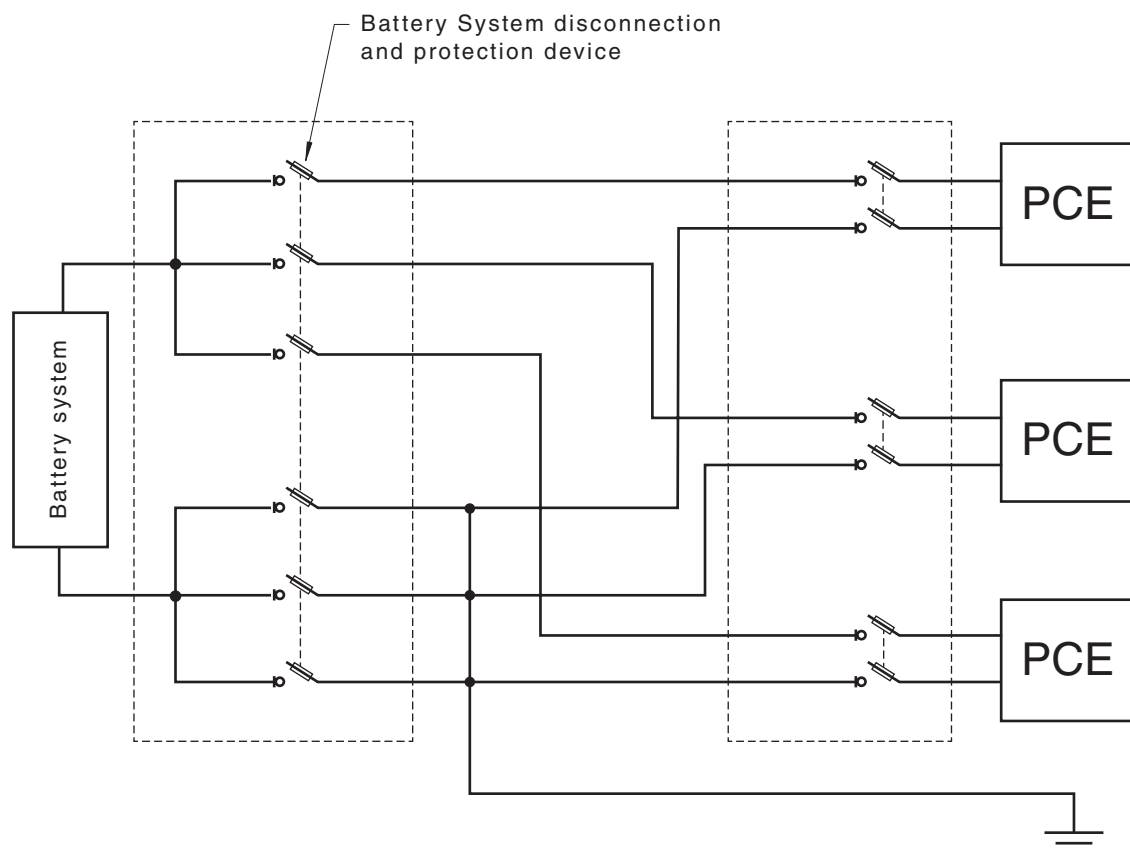 Battery System disconnection
and protection device
PCE
Battery system
PCE
PCE